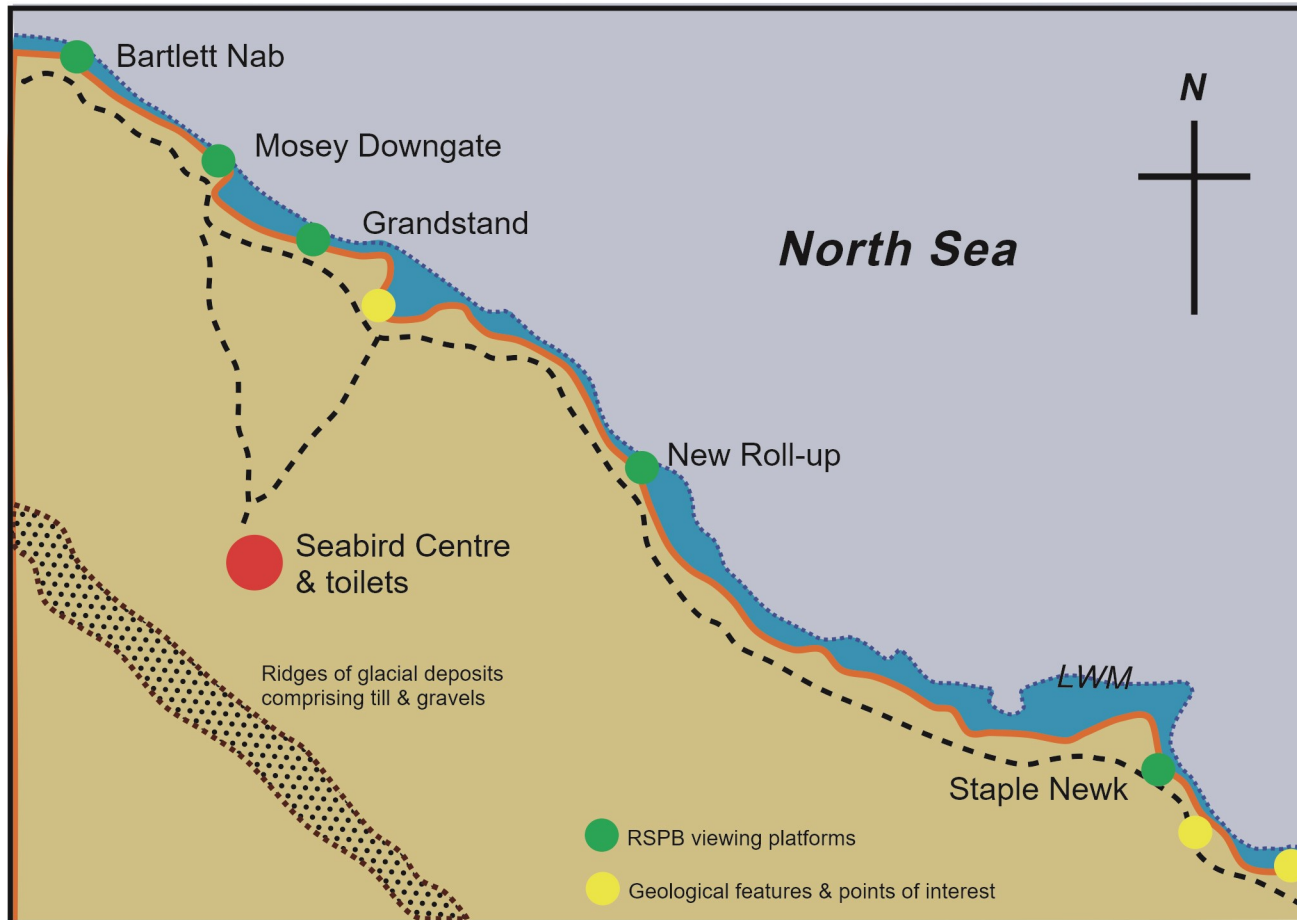 Bartlett Nab
N
Mosey Downgate
Grandstand
North Sea
New Roll-up
Seabird Centre
& toilets
Ridges of glacial deposits
comprising till & gravels
LWM
Staple Newk
RSPB viewing platforms
Geological features & points of interest